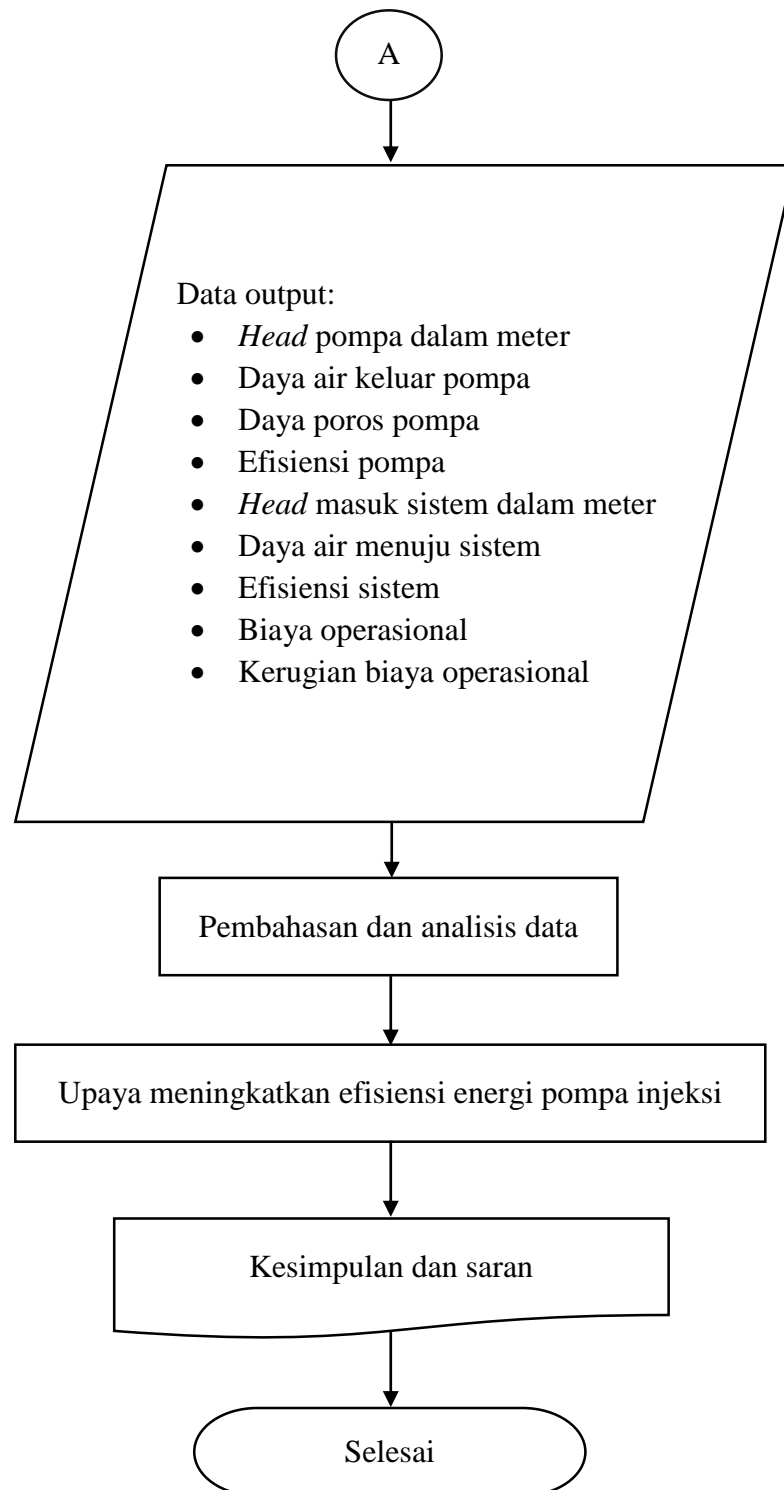 A
Data output:
• Head pompa dalam meter
• Daya air keluar pompa
• Daya poros pompa
• Efisiensi pompa
• Head masuk sistem dalam meter
• Daya air menuju sistem
• Efisiensi sistem
• Biaya operasional
• Kerugian biaya operasional
Pembahasan dan analisis data
Upaya meningkatkan efisiensi energi pompa injeksi
Kesimpulan dan saran
Selesai